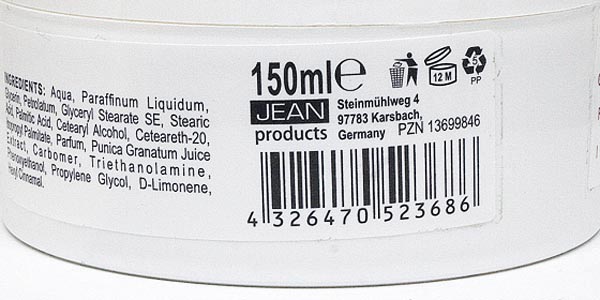 INGREDIENTS: Aqua, Paraffinum Liquidum,
Glycerin, Petrolatum, Glyceryl Stearate SE, Stearic
Acid, Palmitic Acid, Cetearyl Alcohol, Ceteareth-20,
Palmitate, Parfum, Punica Granatum Juice
Extract, Carbomer, Triethanolamine,
Phenoxyethanol, Propylene Glycol, D-Limonene,
Cinnamal.
150ml e
JEAN
products
Steinmühlweg 4
97783 Karsbach,
Germany
PZN 13699846
12 M
5
PP
4 326470 523686